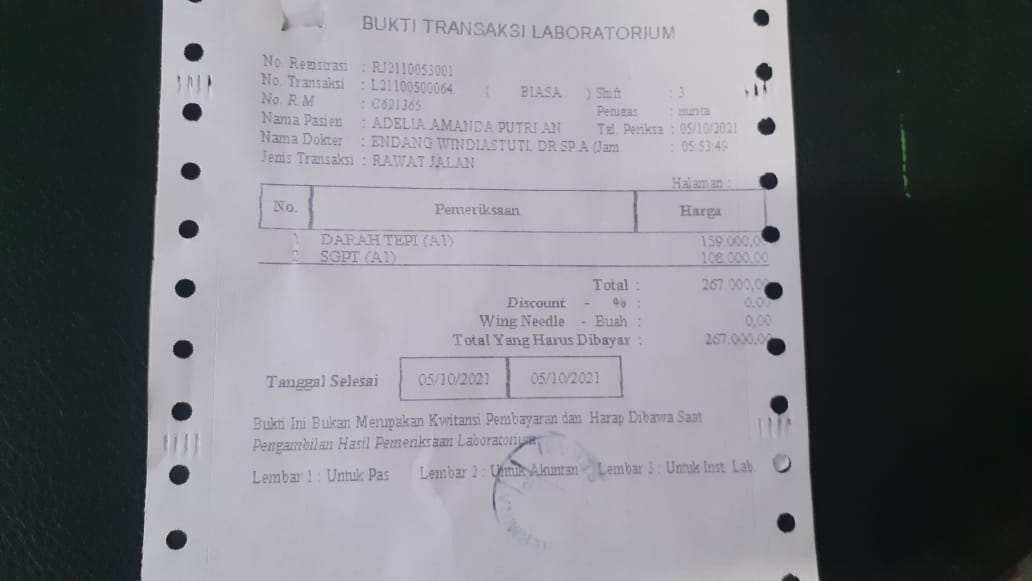 BUKTI TRANSAKSI LABORATORIUM
No. Registrasi : RJ2110053001
No. Transaksi : L21100500064 ( BIASA ) Shift : 3
No. R M : C621365 Petugas : nunta
Nama Pasien : ADELIA AMANDA PUTRI AN Tgl. Periksa : 05/10/2021
Nama Dokter : ENDANG WINDIASTUTI, DR SP.A (Jam : 05:53:49
Jenis Transaksi : RAWAT JALAN
Halaman :
No. Pemeriksaan Harga
1 DARAH TEPI (A1) 159.000,00
2 SGPT (A1) 108.000,00
Total : 267.000,00
Discount - % : 0,00
Wing Needle - Buah : 0,00
Total Yang Harus Dibayar : 267.000,00
Tanggal Selesai 05/10/2021 05/10/2021
Bukti Ini Bukan Merupakan Kwitansi Pembayaran dan Harap Dibawa Saat
Pengambilan Hasil Pemeriksaan Laboratorium
Lembar 1 : Untuk Pas Lembar 2 : Untuk Akuntan Lembar 3 : Untuk Inst. Lab